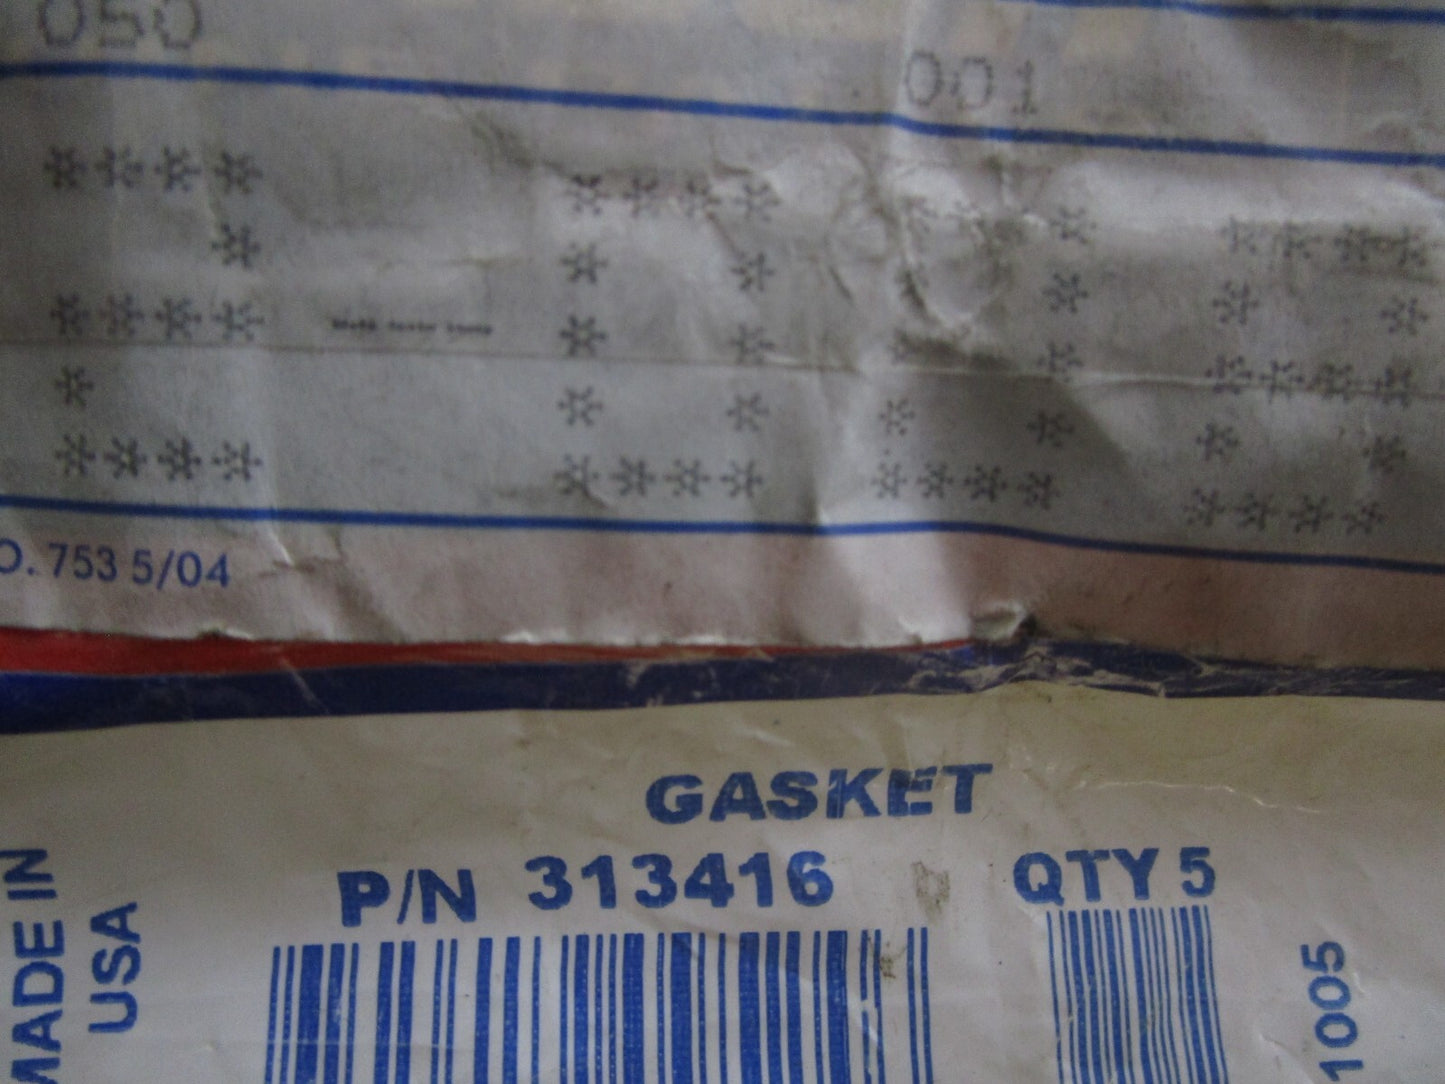 050
001
O. 753 5/04
GASKET
P/N 313416 QTY 5
MADE IN
USA
1005